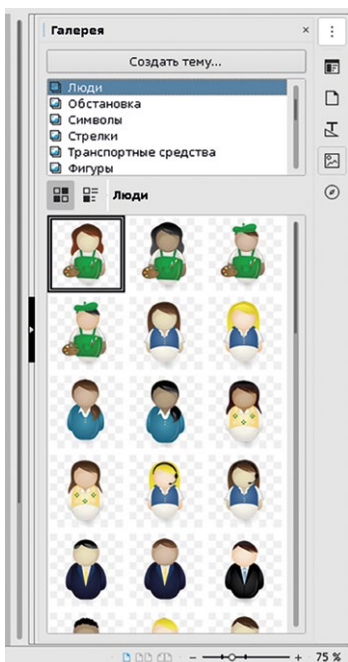 Галерея
Создать тему...
Люди
Обстановка
Символы
Стрелки
Транспортные средства
Фигуры
Люди
75 %